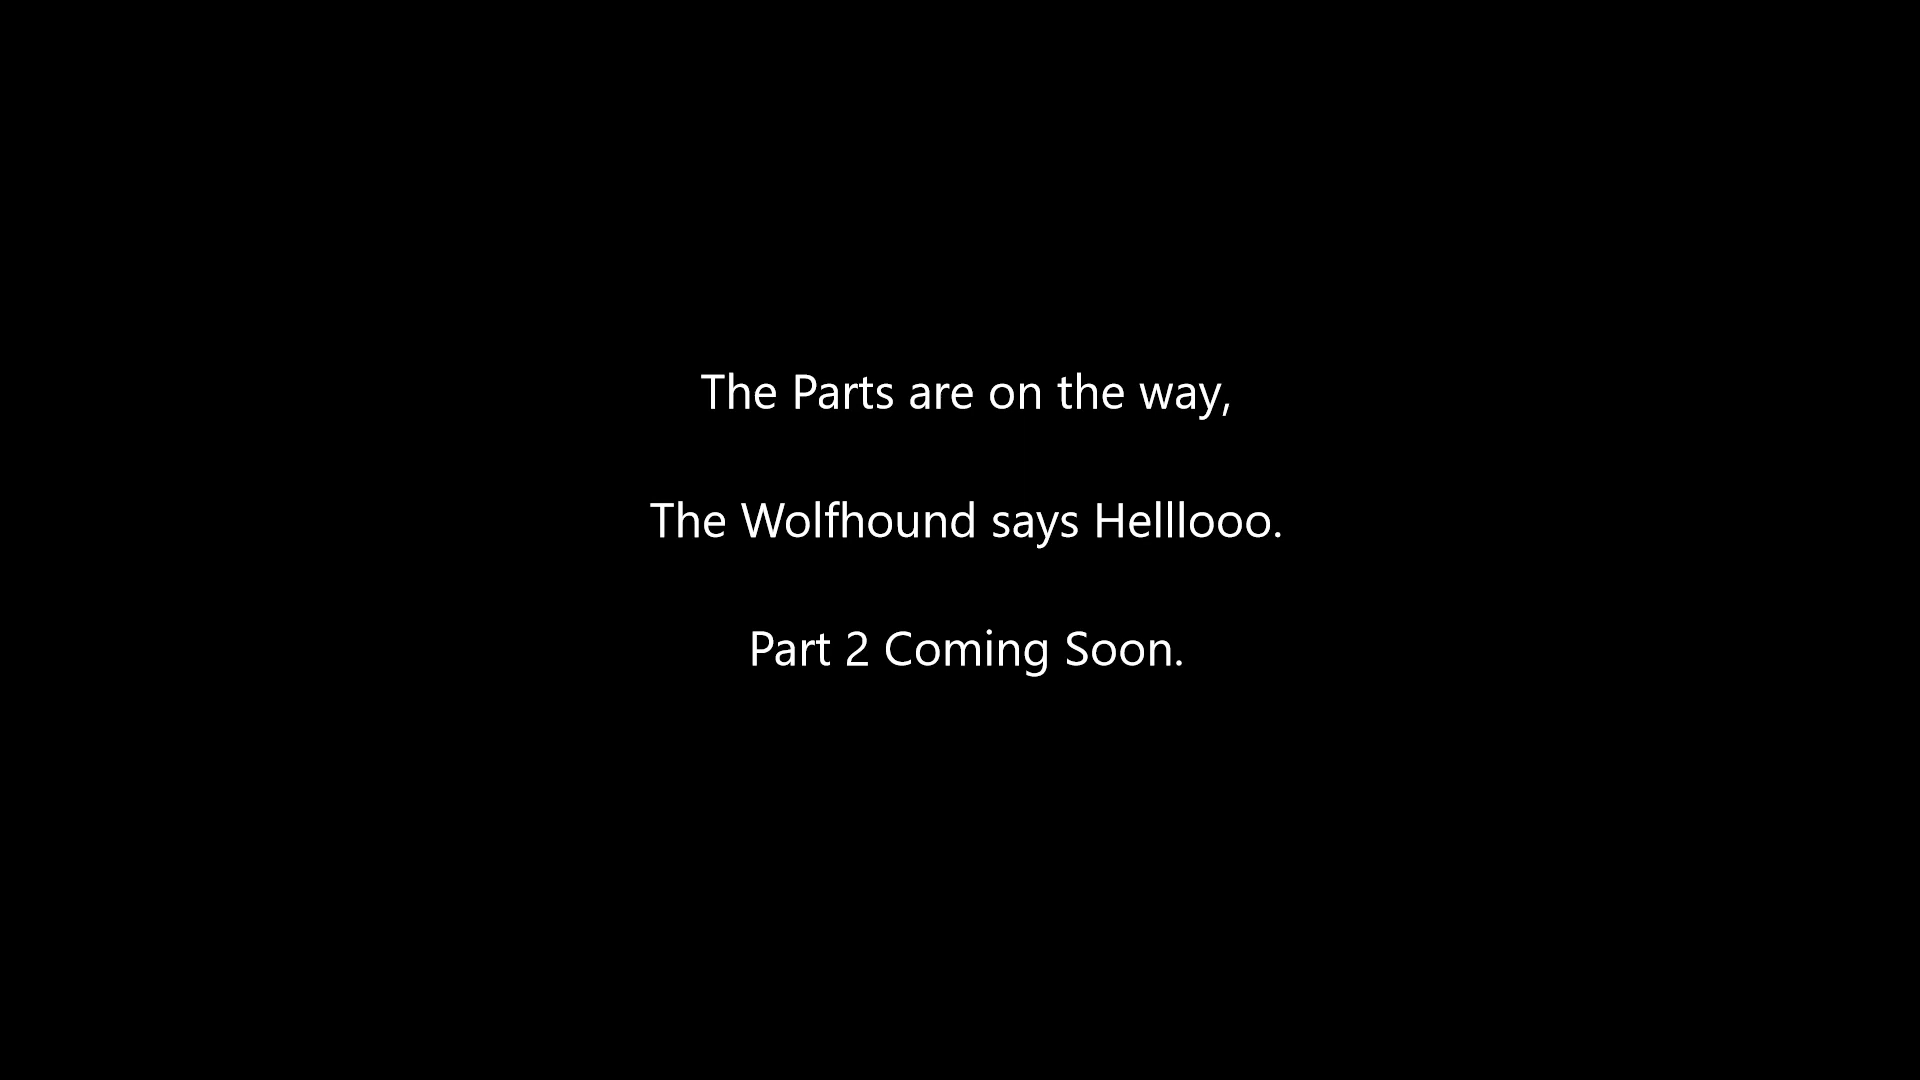 The Parts are on the way,
The Wolfhound says Helllooo.
Part 2 Coming Soon.